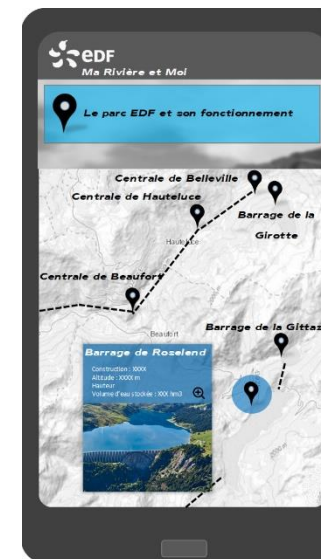 eDF
Ma Rivière et Moi
Le parc EDF et son fonctionnement
Centrale de Belleville
Centrale de Hauteluce
Barrage de la
Girotte
Hauteluce
Centrale de Beaufort
Beaufort
Barrage de la Gittaz
Barrage de Roselend
Construction : XXXX
Altitude : XXXX m
Hauteur
Volume d'eau stockée : XXX hm3